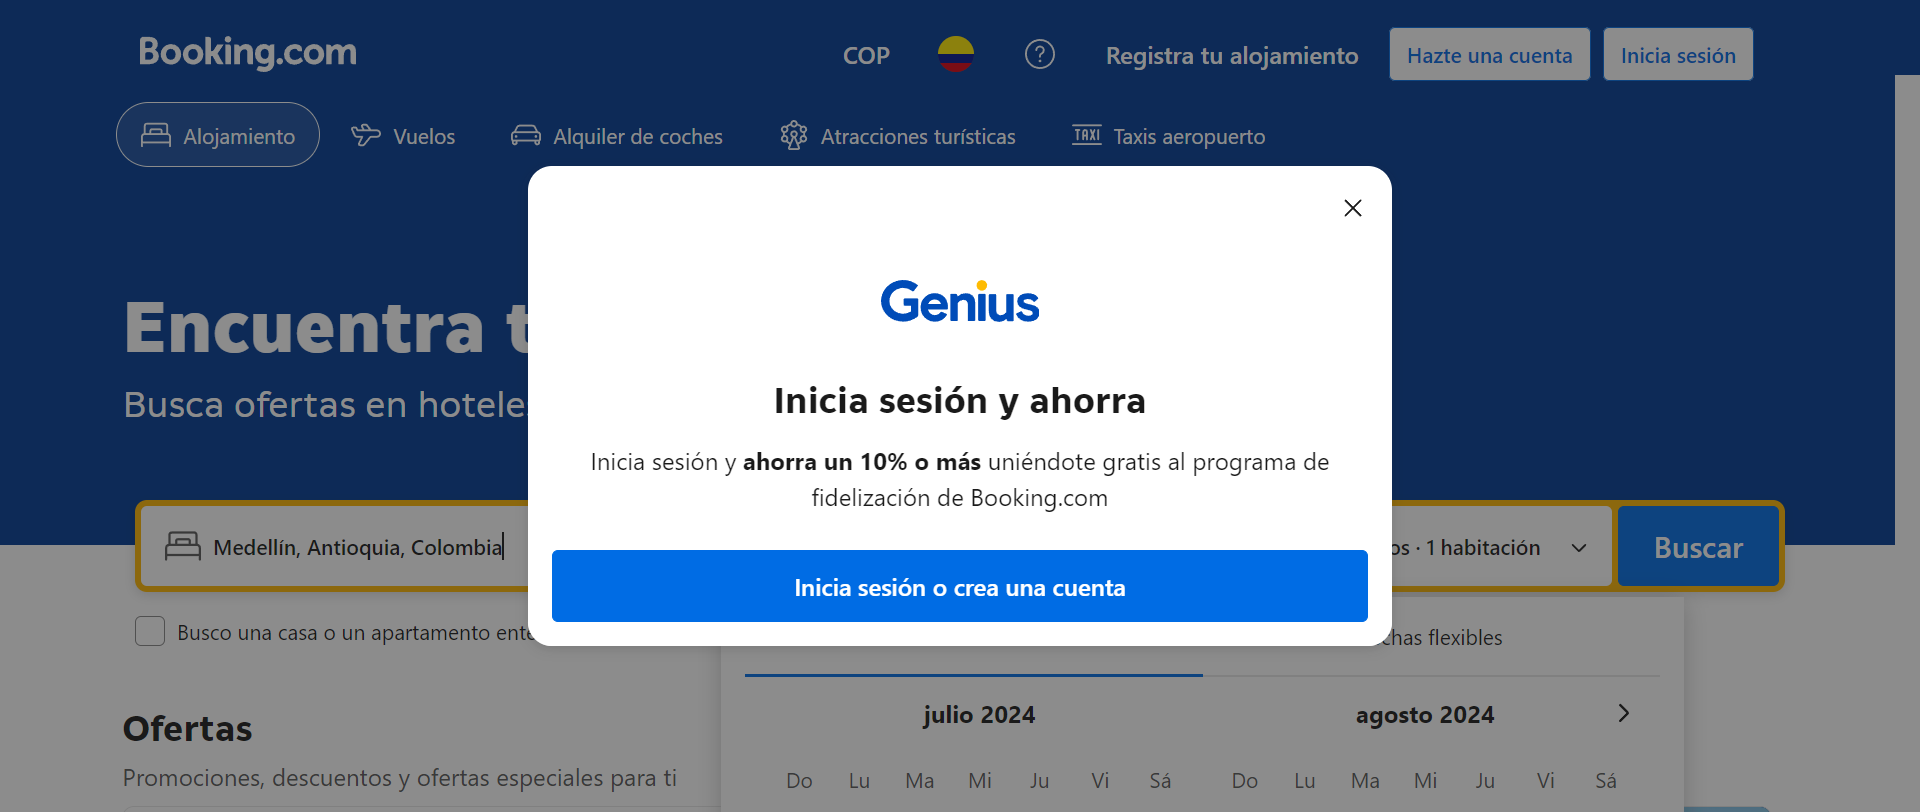 Booking.com
COP
Registra tu alojamiento
Hazte una cuenta
Inicia sesión
Alojamiento
Vuelos
Alquiler de coches
Atracciones turísticas
TAXI Taxis aeropuerto
Genius
Inicia sesión y ahorra
Inicia sesión y ahorra un 10% o más uniéndote gratis al programa de
fidelización de Booking.com
Inicia sesión o crea una cuenta
Encuentra t
Busca ofertas en hoteles
Medellín, Antioquia, Colombia
os · 1 habitación
Buscar
Busco una casa o un apartamento ente
chas flexibles
Ofertas
Promociones, descuentos y ofertas especiales para ti
julio 2024
Do Lu Ma Mi Ju Vi Sá
agosto 2024
Do Lu Ma Mi Ju Vi Sá